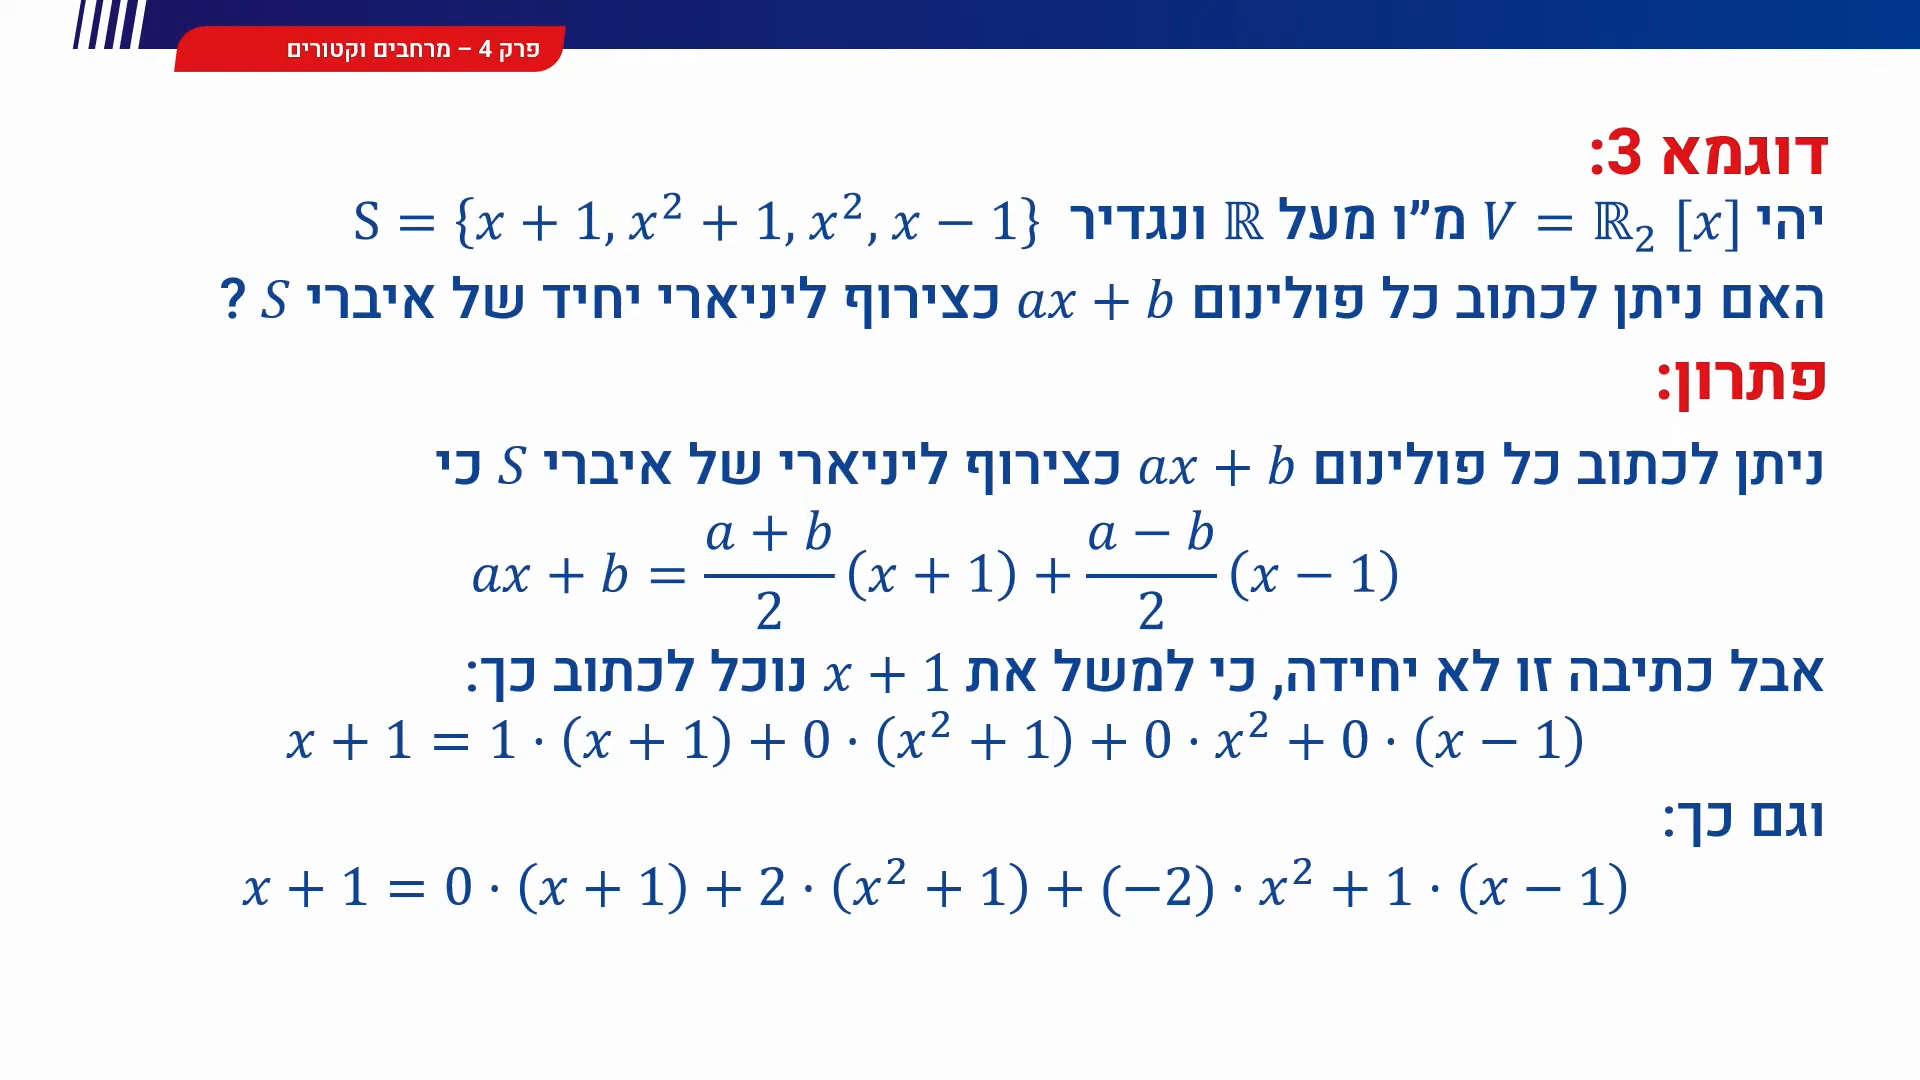 פרק 4 – מרחבים וקטורים
דוגמא 3:
יהי V = ℝ₂ [x] מ”ו מעל ℝ ונגדיר S = {x + 1, x² + 1, x², x − 1}
האם ניתן לכתוב כל פולינום ax + b כצירוף ליניארי יחיד של איברי S ?
פתרון:
ניתן לכתוב כל פולינום ax + b כצירוף ליניארי של איברי S כי
ax + b = \frac{a + b}{2}(x + 1) + \frac{a − b}{2}(x − 1)
אבל כתיבה זו לא יחידה, כי למשל את x + 1 נוכל לכתוב כך:
x + 1 = 1 · (x + 1) + 0 · (x² + 1) + 0 · x² + 0 · (x − 1)
וגם כך:
x + 1 = 0 · (x + 1) + 2 · (x² + 1) + (−2) · x² + 1 · (x − 1)